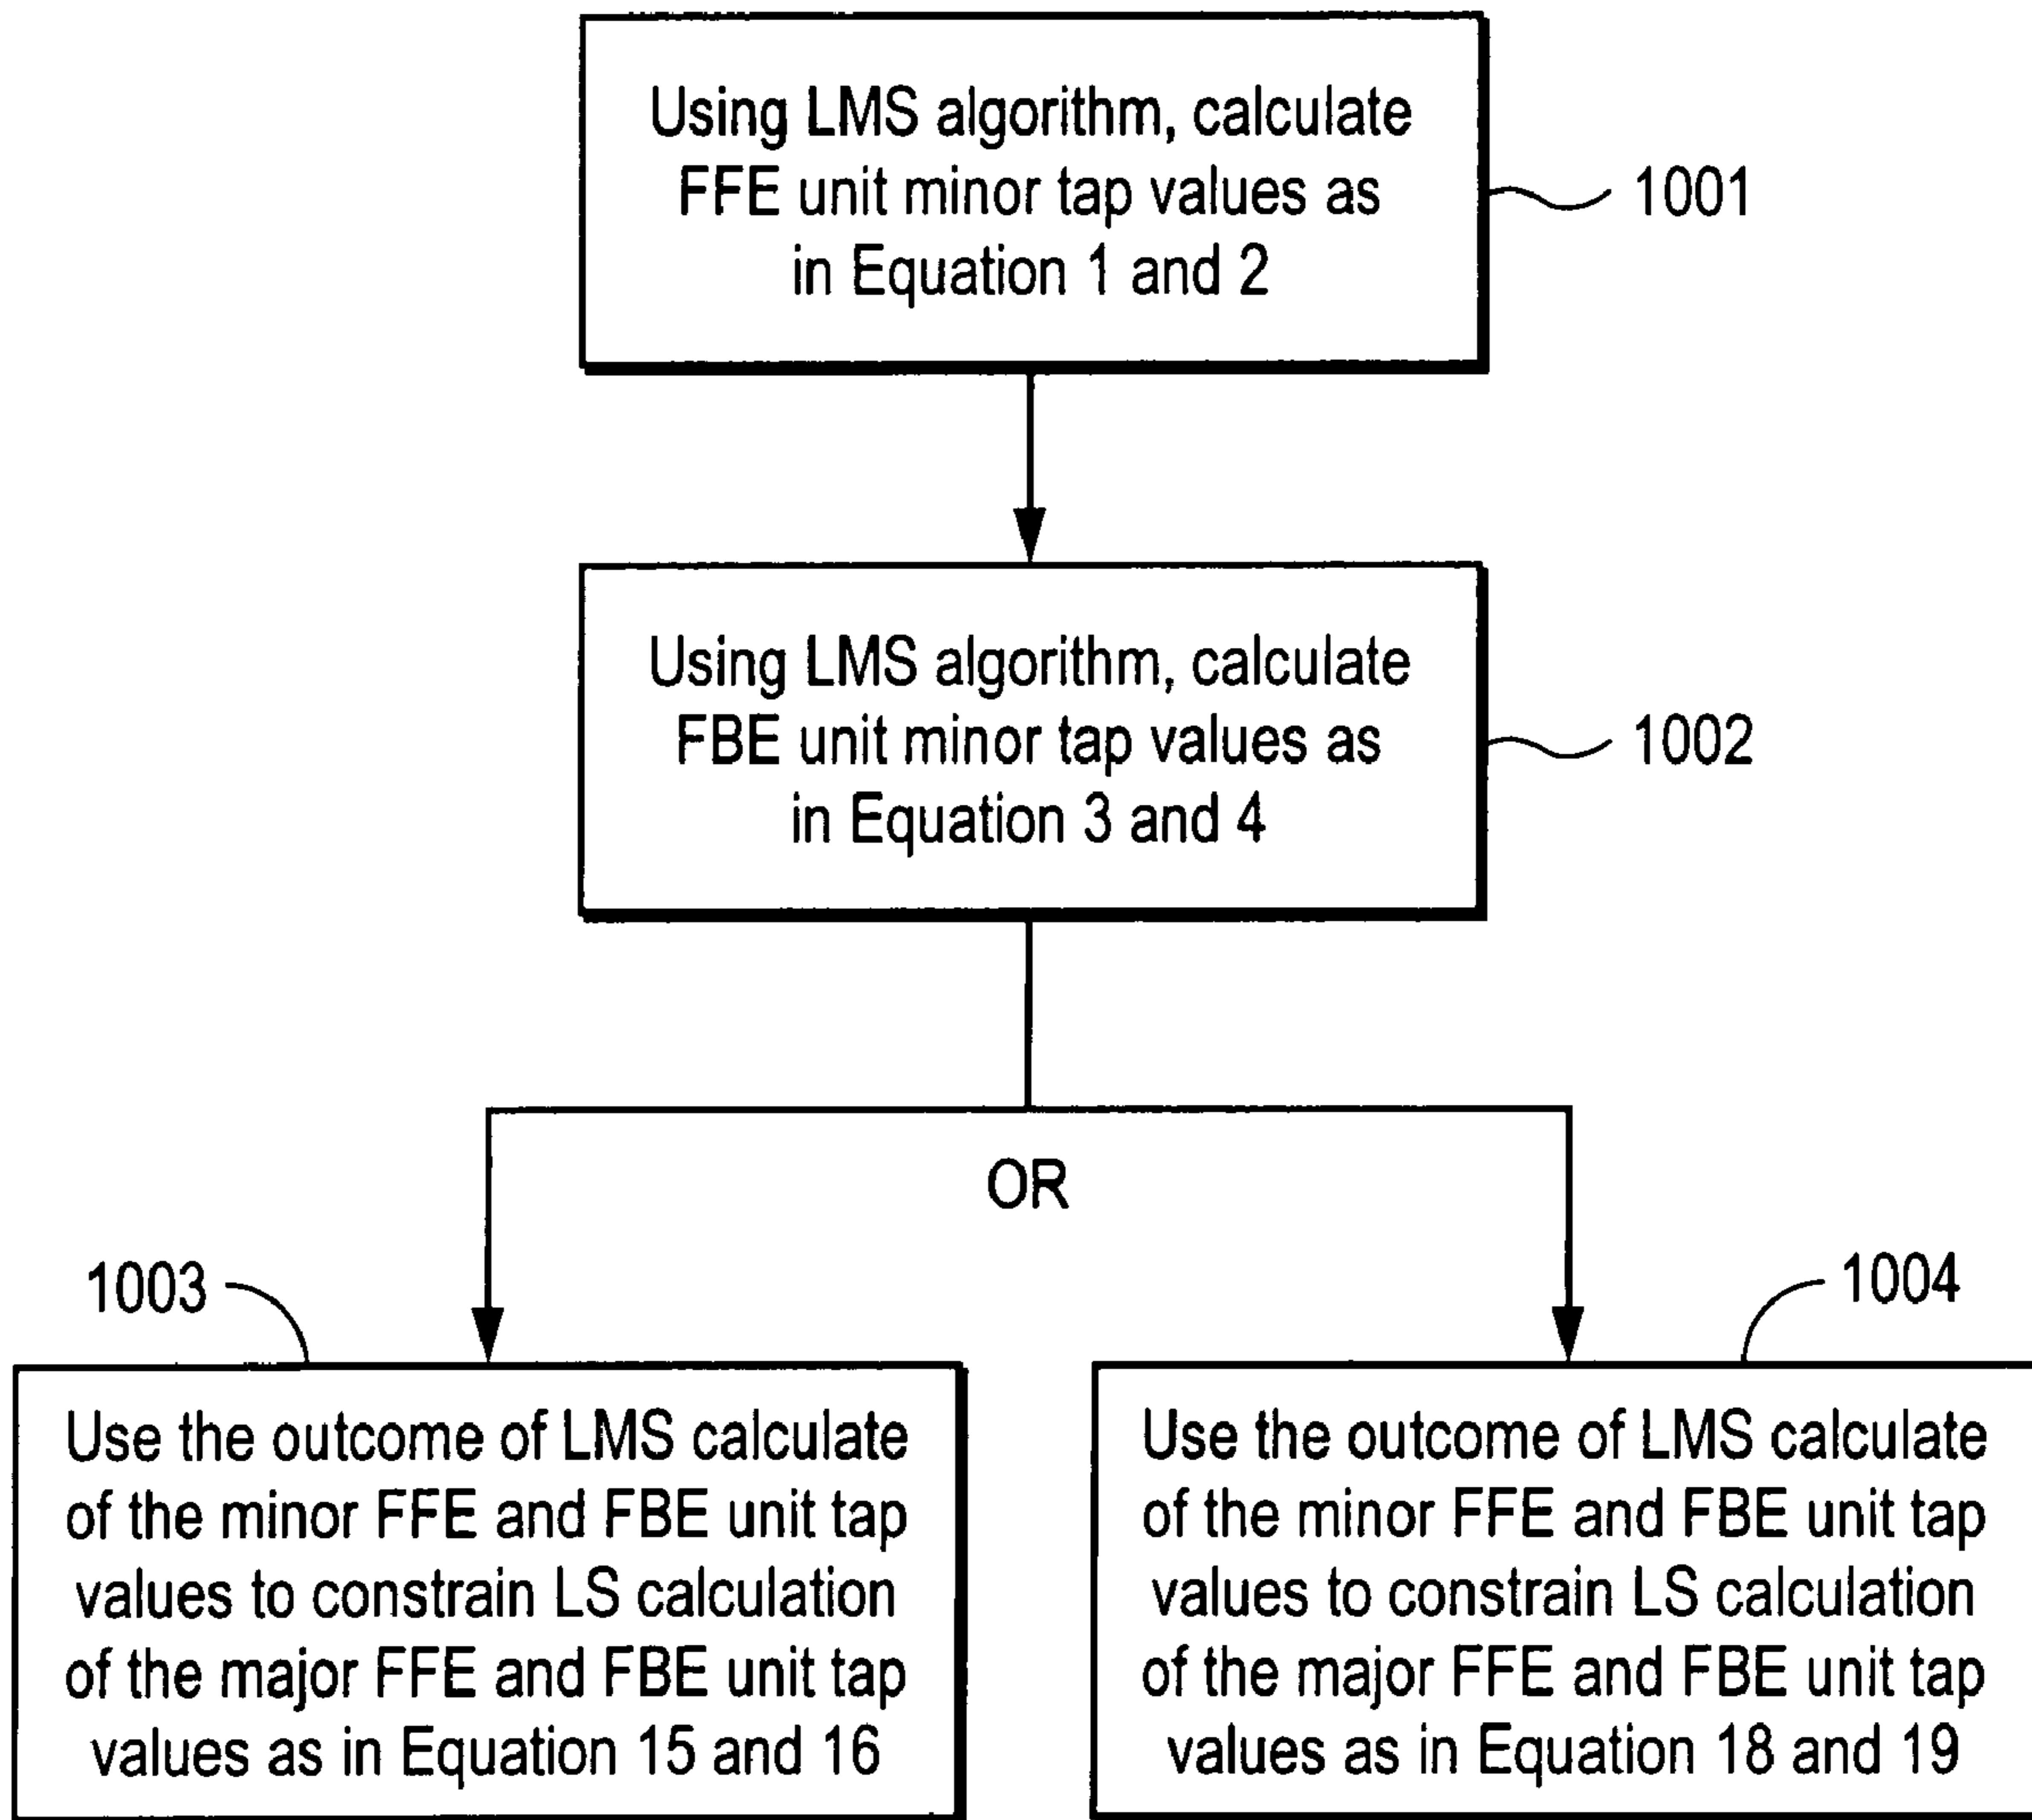 Using LMS algorithm, calculate
FFE unit minor tap values as
in Equation 1 and 2
1001
Using LMS algorithm, calculate
FBE unit minor tap values as
in Equation 3 and 4
1002
OR
1003
Use the outcome of LMS calculate
of the minor FFE and FBE unit tap
values to constrain LS calculation
of the major FFE and FBE unit tap
values as in Equation 15 and 16
1004
Use the outcome of LMS calculate
of the minor FFE and FBE unit tap
values to constrain LS calculation
of the major FFE and FBE unit tap
values as in Equation 18 and 19